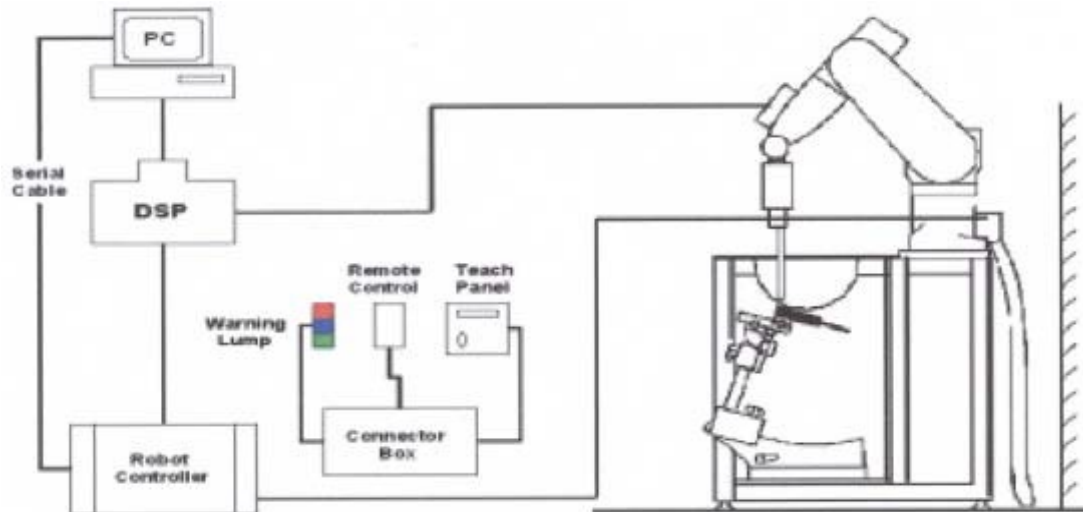 PC
Serial
Cable
DSP
Remote
Control
Teach
Panel
Warning
Lump
Connector
Box
Robot
Controller